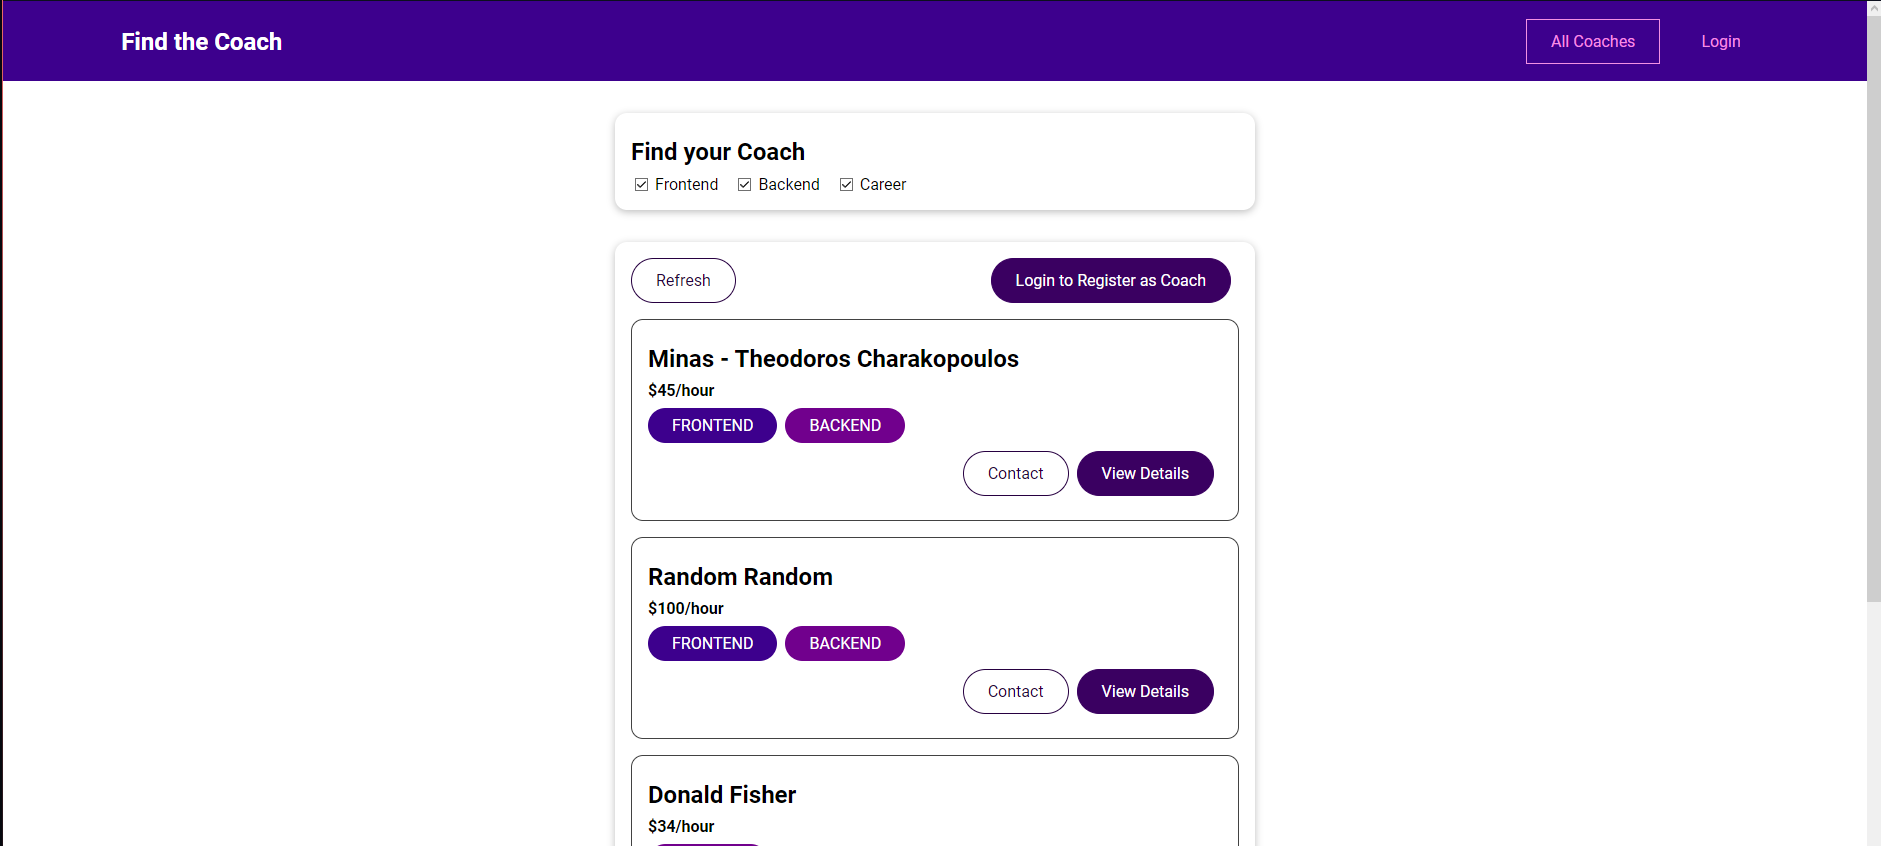 Find the Coach
All Coaches
Login
Find your Coach
Frontend Backend Career
Refresh
Login to Register as Coach
Minas - Theodoros Charakopoulos
$45/hour
FRONTEND BACKEND
Contact View Details
Random Random
$100/hour
FRONTEND BACKEND
Contact View Details
Donald Fisher
$34/hour